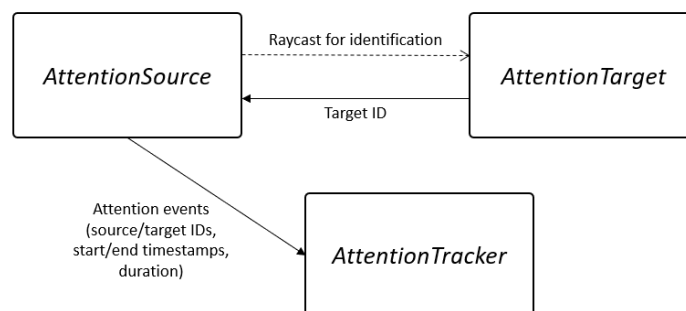 Raycast for identification
AttentionSource
AttentionTarget
Target ID
Attention events
(source/target IDs,
start/end timestamps,
duration)
AttentionTracker